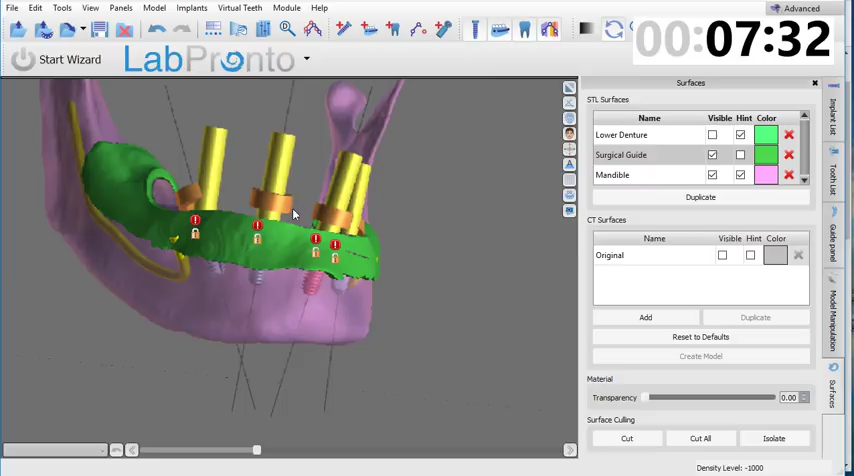 File Edit Tools Views Panels Model Implants Virtual Teeth Module Help
Advanced
00:07:32
Start Wizard
LabPronto
Surfaces
STL Surfaces
Name Visible Hint Color
Lower Denture
Surgical Guide
Mandible
Duplicate
CT Surfaces
Name Visible Hint Color
Original
Add Duplicate
Reset to Defaults
Create Model
Material
Transparency 0.00
Surface Culling
Cut Cut All Isolate
Density Level: -1000
Implant List
Tooth List
Guide panel
Model Manipulation
Surfaces